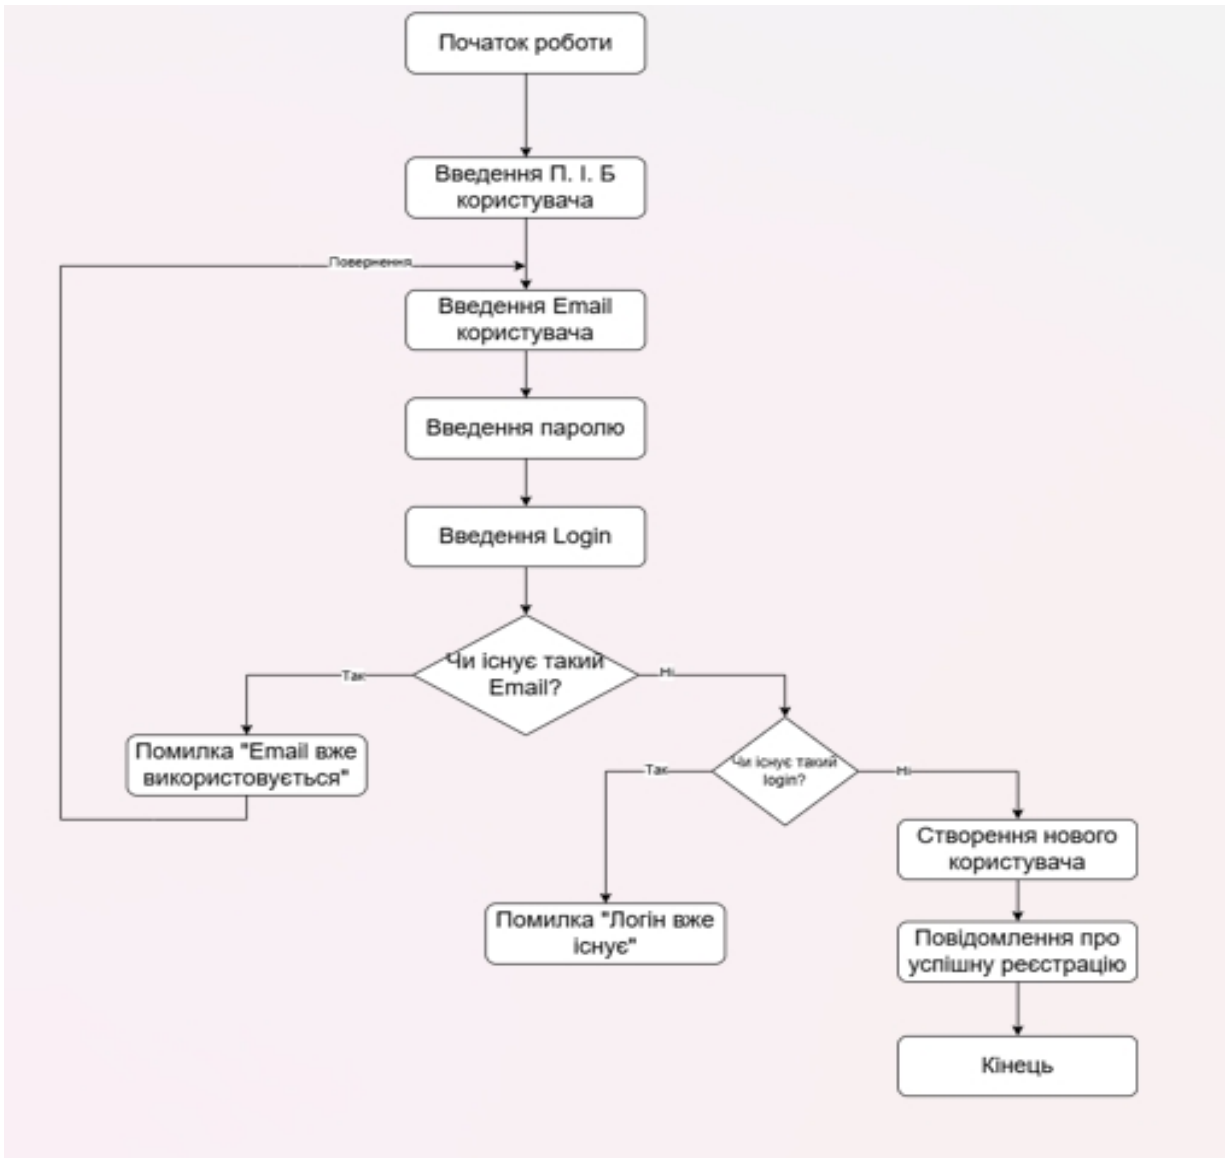 Початок роботи
Введення П. І. Б
користувача
Повернення
Введення Email
користувача
Введення паролю
Введення Login
Чи існує такий
Email?
Так
Ні
Помилка "Email вже
використовується"
Чи існує такий
login?
Так
Ні
Створення нового
користувача
Помилка "Логін вже
існує"
Повідомлення про
успішну реєстрацію
Кінець